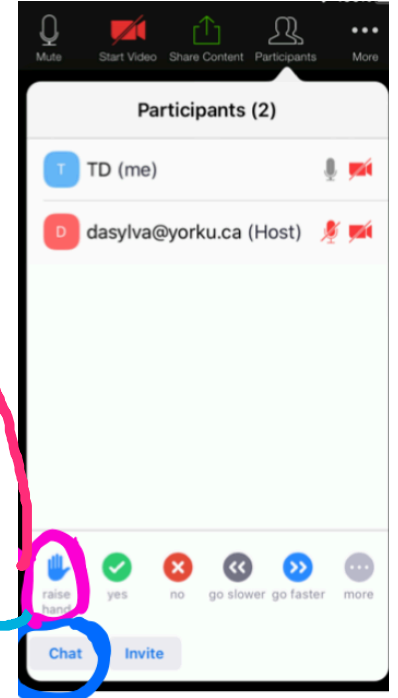 Mute Start Video Share Content Participants More
Participants (2)
T TD (me)
D dasylva@yorku.ca (Host)
raise hand yes no go slower go faster more
Chat Invite